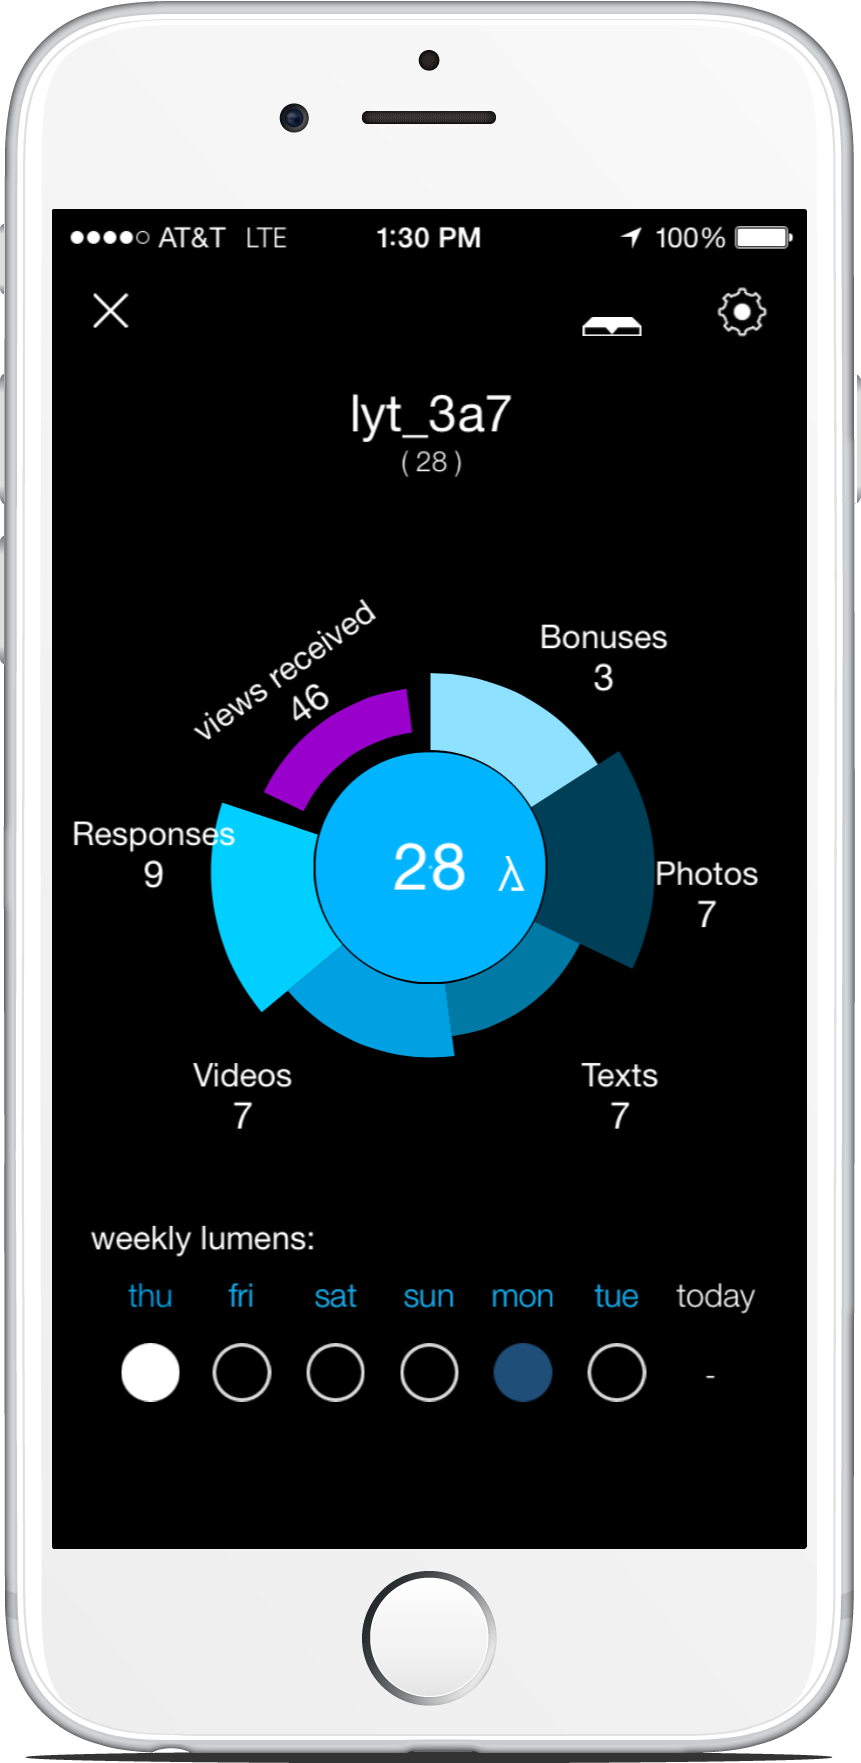 AT&T LTE 1:30 PM 100%
lyt_3a7
( 28 )
views received
46
Bonuses
3
Responses
9
28
Photos
7
Videos
7
Texts
7
weekly lumens:
thu fri sat sun mon tue today
-